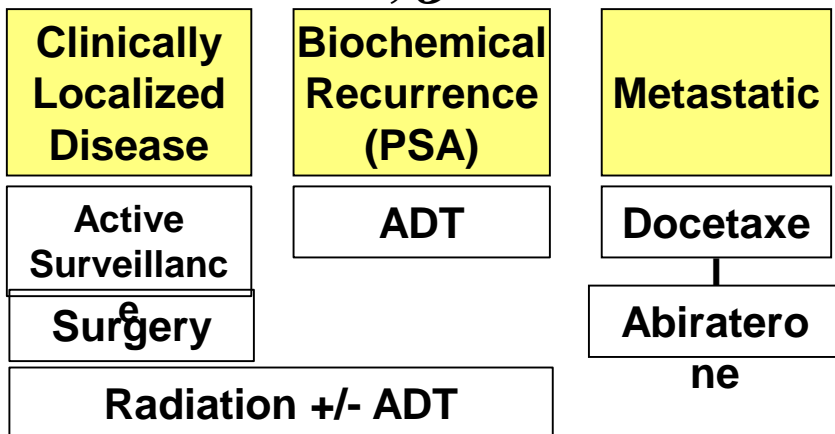 Clinically
Localized
Disease
Biochemical
Recurrence
(PSA)
Metastatic
Active
Surveillanc
e
Surgery
ADT
Docetaxe
l
Abiratero
ne
Radiation +/- ADT